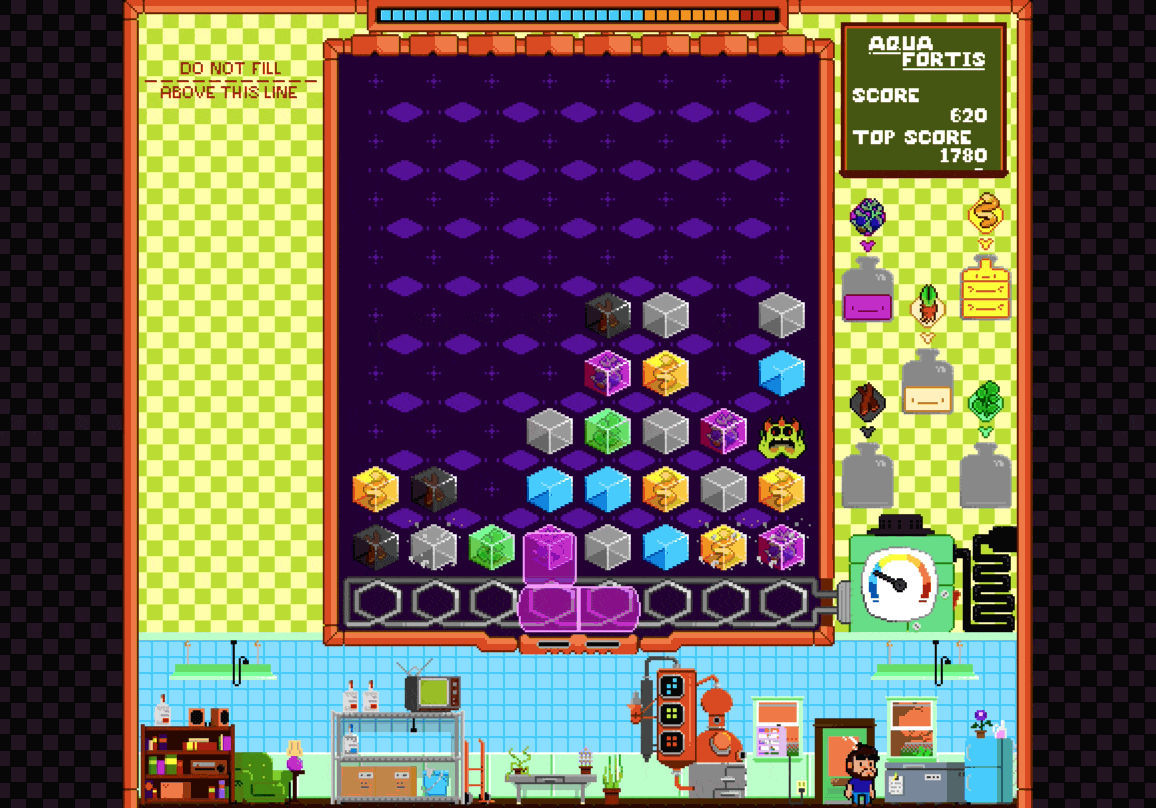 DO NOT FILL
ABOVE THIS LINE
AQUA
FORTIS
SCORE
620
TOP SCORE
1780